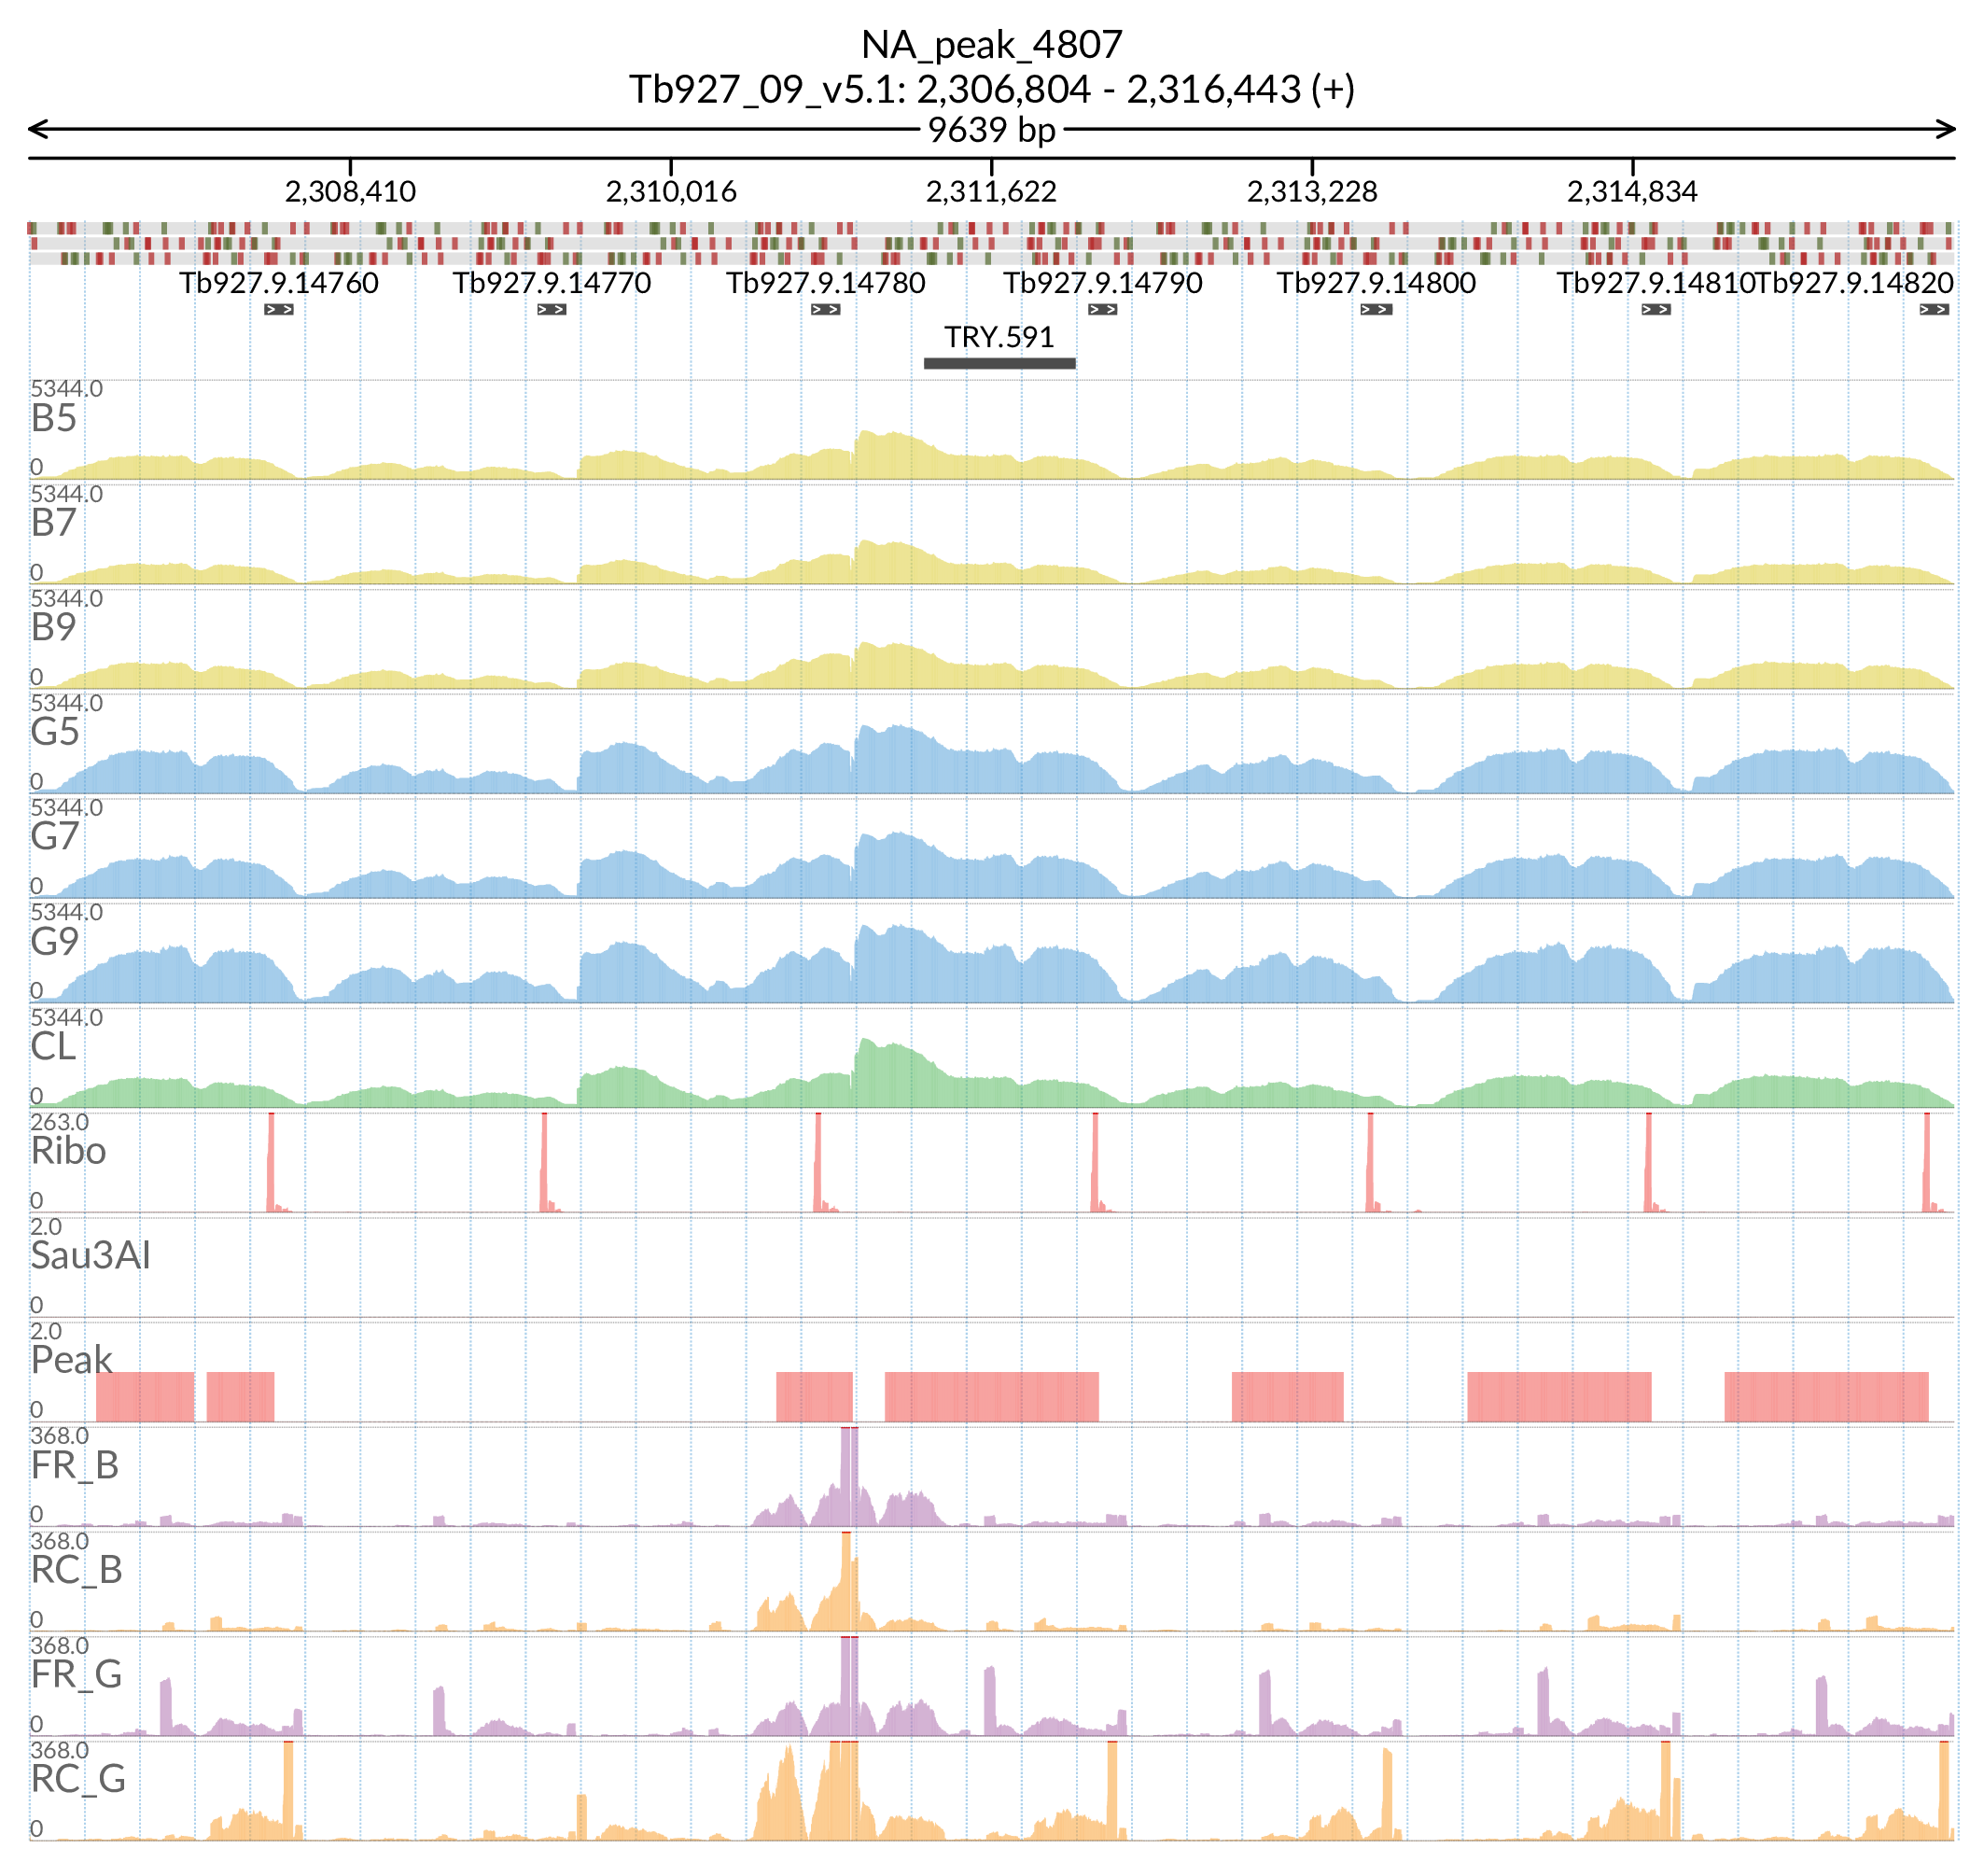 NA_peak_4807
Tb927_09_v5.1: 2,306,804 - 2,316,443 (+)
9639 bp
2,308,410 2,310,016 2,311,622 2,313,228 2,314,834
Tb927.9.14760 Tb927.9.14770 Tb927.9.14780 Tb927.9.14790 Tb927.9.14800 Tb927.9.14810 Tb927.9.14820
TRY.591
5344.0
B5
0
5344.0
B7
0
5344.0
B9
0
5344.0
G5
0
5344.0
G7
0
5344.0
G9
0
5344.0
CL
0
263.0
Ribo
0
2.0
Sau3AI
0
2.0
Peak
0
368.0
FR_B
0
368.0
RC_B
0
368.0
FR_G
0
368.0
RC_G
0